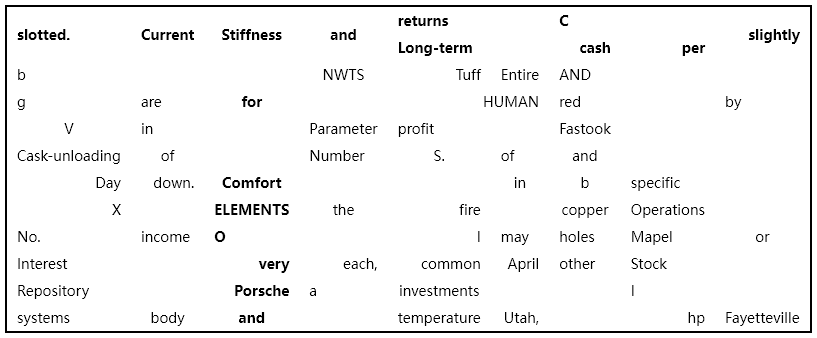 returns C
slotted. Current Stiffness and slightly
Long-term cash per
b NWTS Tuff Entire AND
g are for HUMAN red by
V in Parameter profit Fastook
Cask-unloading of Number S. of and
Day down. Comfort in b specific
X ELEMENTS the fire copper Operations
No. income O I may holes Mapel or
Interest very each, common April other Stock
Repository Porsche a investments I
systems body and temperature Utah, hp Fayetteville